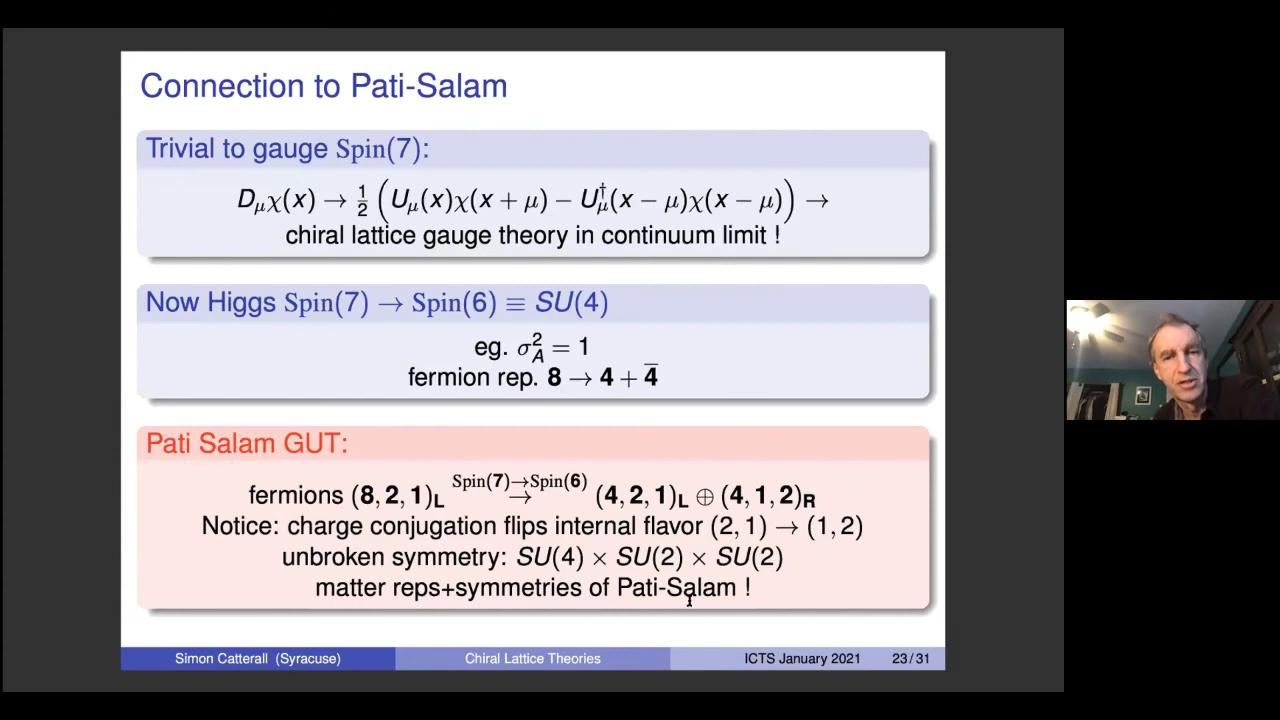 Connection to Pati-Salam
Trivial to gauge Spin(7):
D_μχ(x) → ½ (U_μ(x)χ(x + μ) − U†_μ(x − μ)χ(x − μ)) →
chiral lattice gauge theory in continuum limit !
Now Higgs Spin(7) → Spin(6) ≡ SU(4)
eg. σ²_A = 1
fermion rep. 8 → 4 + 4̅
Pati Salam GUT:
fermions (8, 2, 1)_L Spin(7)→Spin(6) → (4, 2, 1)_L ⊕ (4, 1, 2)_R
Notice: charge conjugation flips internal flavor (2, 1) → (1, 2)
unbroken symmetry: SU(4) × SU(2) × SU(2)
matter reps+symmetries of Pati-Salam !
Simon Catterall (Syracuse) Chiral Lattice Theories ICTS January 2021 23 / 31